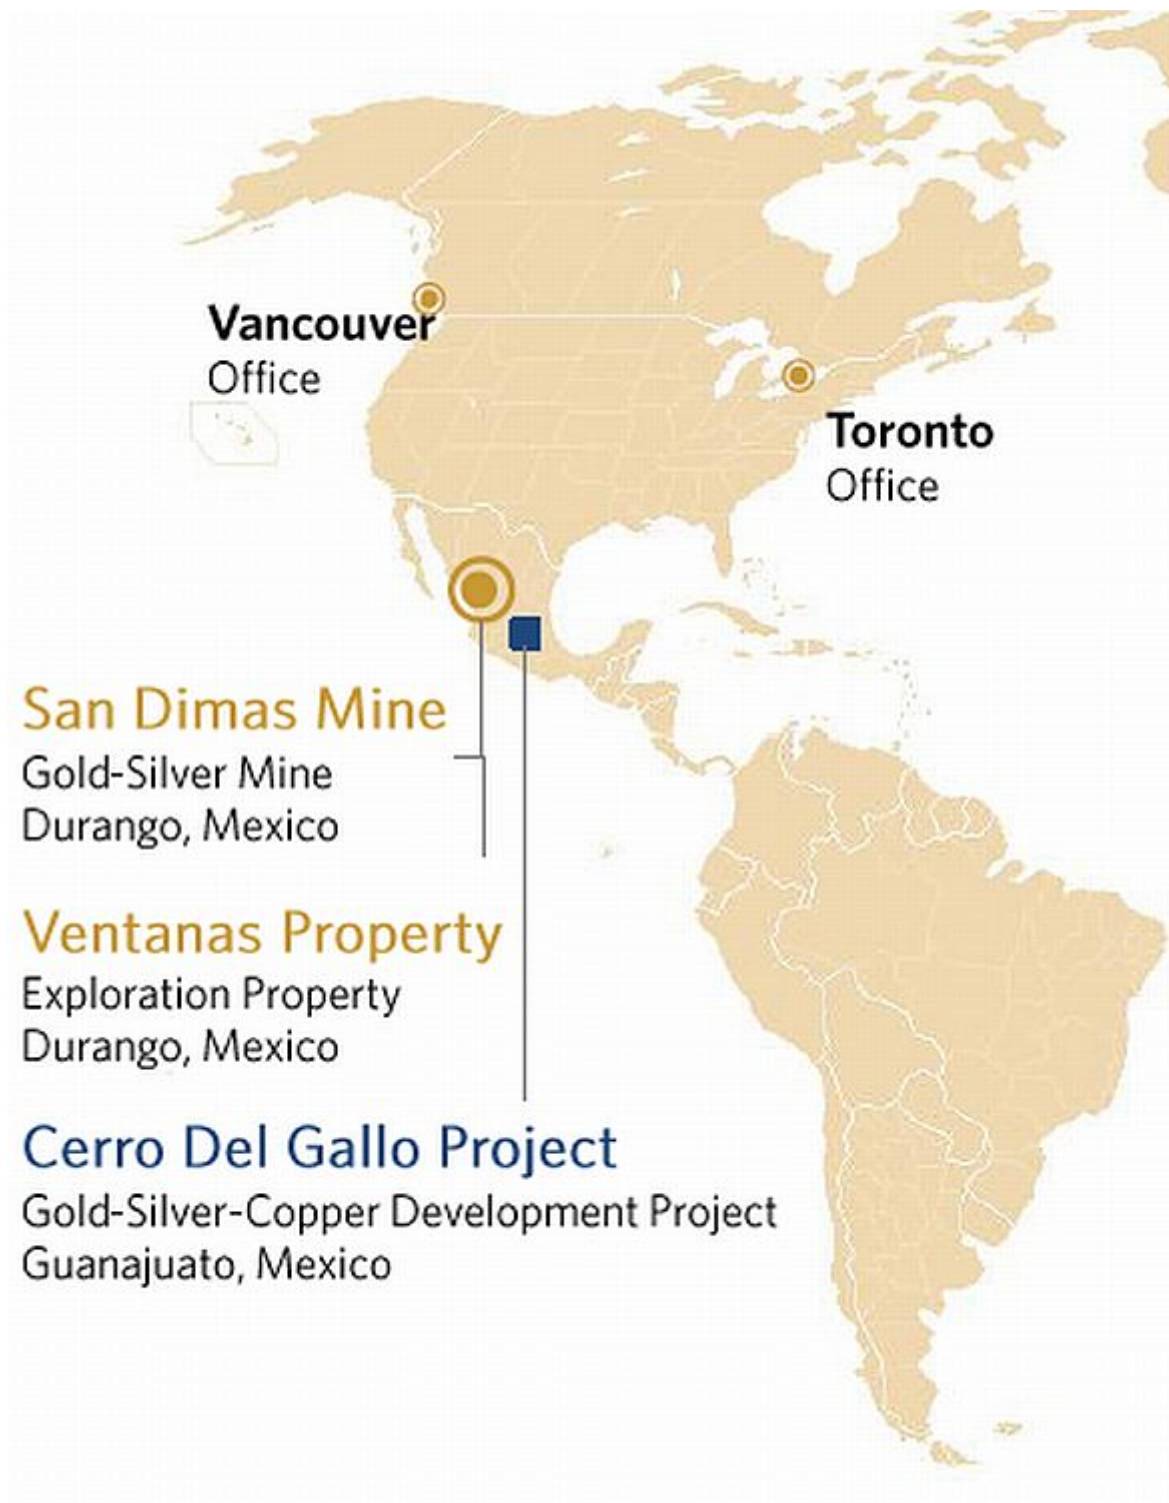 Vancouver
Office
Toronto
Office
San Dimas Mine
Gold-Silver Mine
Durango, Mexico
Ventanas Property
Exploration Property
Durango, Mexico
Cerro Del Gallo Project
Gold-Silver-Copper Development Project
Guanajuato, Mexico